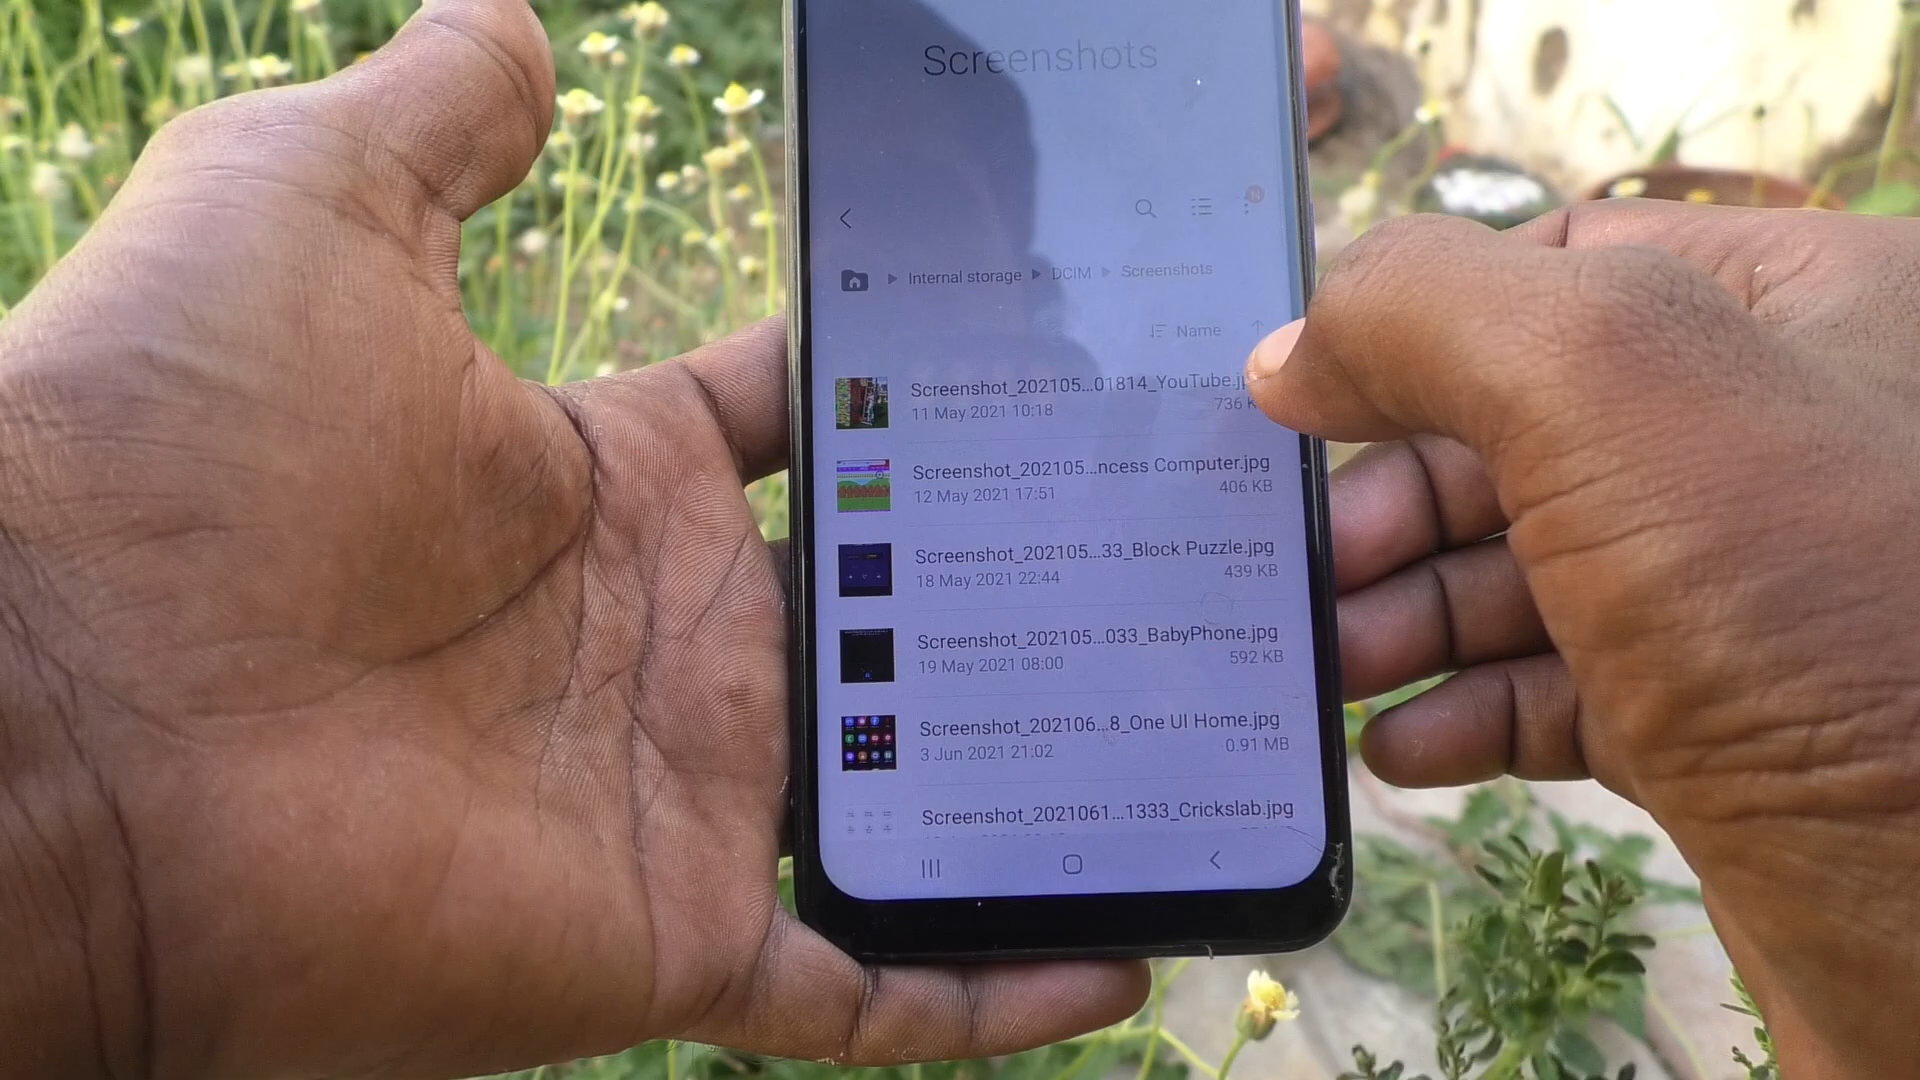 Screenshots
Internal storage ▶ DCIM ▶ Screenshots
Name
Screenshot_202105...01814_YouTube.jp
11 May 2021 10:18 736 K
Screenshot_202105...ncess Computer.jpg
12 May 2021 17:51 406 KB
Screenshot_202105...33_Block Puzzle.jpg
18 May 2021 22:44 439 KB
Screenshot_202105...033_BabyPhone.jpg
19 May 2021 08:00 592 KB
Screenshot_202106...8_One UI Home.jpg
3 Jun 2021 21:02 0.91 MB
Screenshot_2021061...1333_Crickslab.jpg